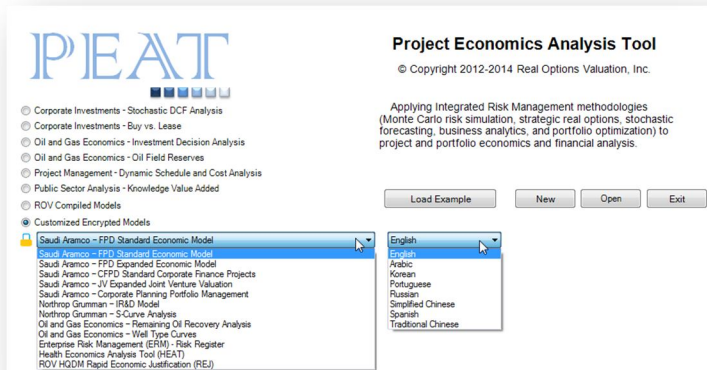 PEAT
Project Economics Analysis Tool
© Copyright 2012-2014 Real Options Valuation, Inc.
Applying Integrated Risk Management methodologies
(Monte Carlo risk simulation, strategic real options, stochastic
forecasting, business analytics, and portfolio optimization) to
project and portfolio economics and financial analysis.
Corporate Investments - Stochastic DCF Analysis
Corporate Investments - Buy vs. Lease
Oil and Gas Economics - Investment Decision Analysis
Oil and Gas Economics - Oil Field Reserves
Project Management - Dynamic Schedule and Cost Analysis
Public Sector Analysis - Knowledge Value Added
ROV Compiled Models
Customized Encrypted Models
Load Example
New
Open
Exit
Saudi Aramco – FPD Standard Economic Model
Saudi Aramco – FPD Standard Economic Model
Saudi Aramco – FPD Expanded Economic Model
Saudi Aramco – CFPD Standard Corporate Finance Projects
Saudi Aramco – JV Expanded Joint Venture Valuation
Saudi Aramco – Corporate Planning Portfolio Management
Northrop Grumman – IR&D Model
Northrop Grumman – S-Curve Analysis
Oil and Gas Economics – Remaining Oil Recovery Analysis
Oil and Gas Economics – Well Type Curves
Enterprise Risk Management (ERM) - Risk Register
Health Economics Analysis Tool (HEAT)
ROV HQDM Rapid Economic Justification (REJ)
English
English
Arabic
Korean
Portuguese
Russian
Simplified Chinese
Spanish
Traditional Chinese